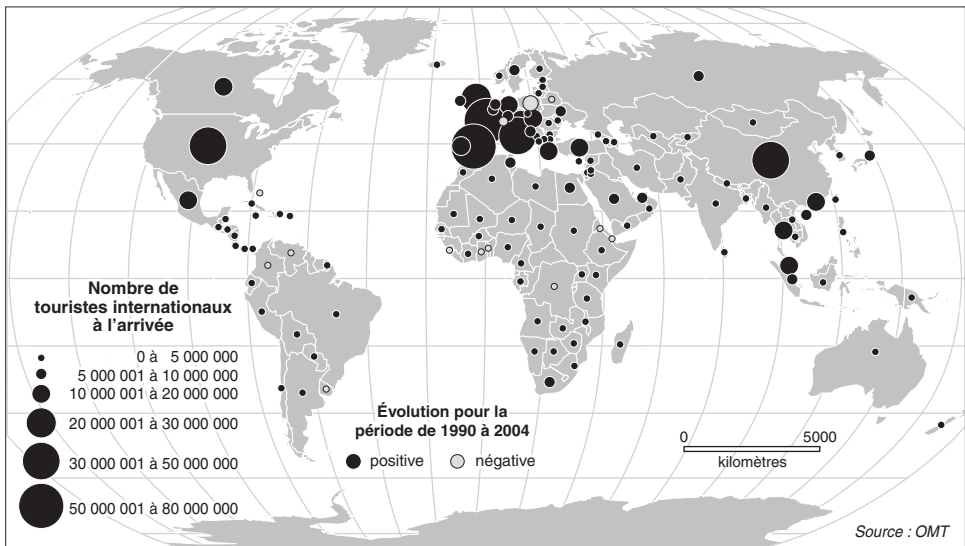 Nombre de
touristes internationaux
à l'arrivée
0 à 5 000 000
5 000 001 à 10 000 000
10 000 001 à 20 000 000
20 000 001 à 30 000 000
30 000 001 à 50 000 000
50 000 001 à 80 000 000
Évolution pour la
période de 1990 à 2004
positive négative
0 5000
kilomètres
Source : OMT